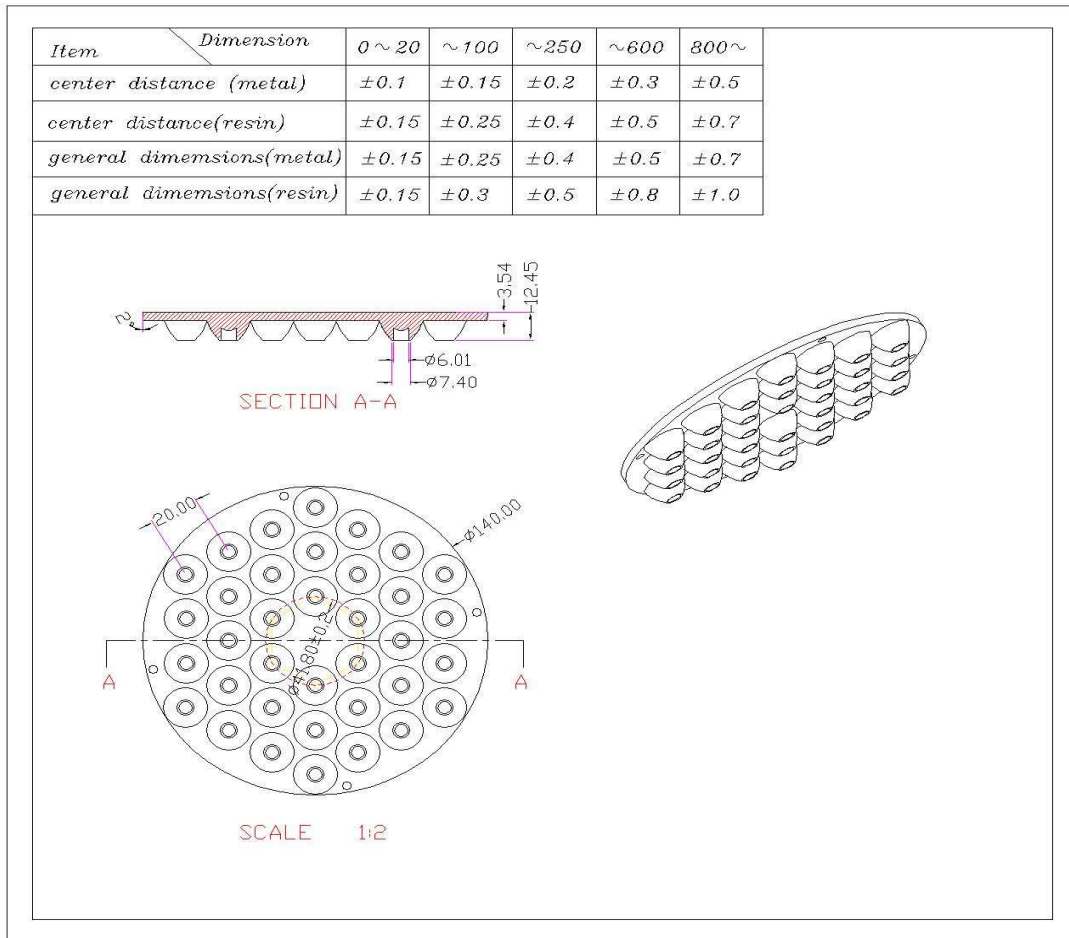 Dimension
Item 0~20 ~100 ~250 ~600 800~
center distance (metal) ±0.1 ±0.15 ±0.2 ±0.3 ±0.5
center distance(resin) ±0.15 ±0.25 ±0.4 ±0.5 ±0.7
general dimemsions(metal) ±0.15 ±0.25 ±0.4 ±0.5 ±0.7
general dimemsions(resin) ±0.15 ±0.3 ±0.5 ±0.8 ±1.0
3.54
12.45
2°
ø6.01
ø7.40
SECTION A-A
20.00
ø140.00
ø41.80±0.2
A A
SCALE 1:2